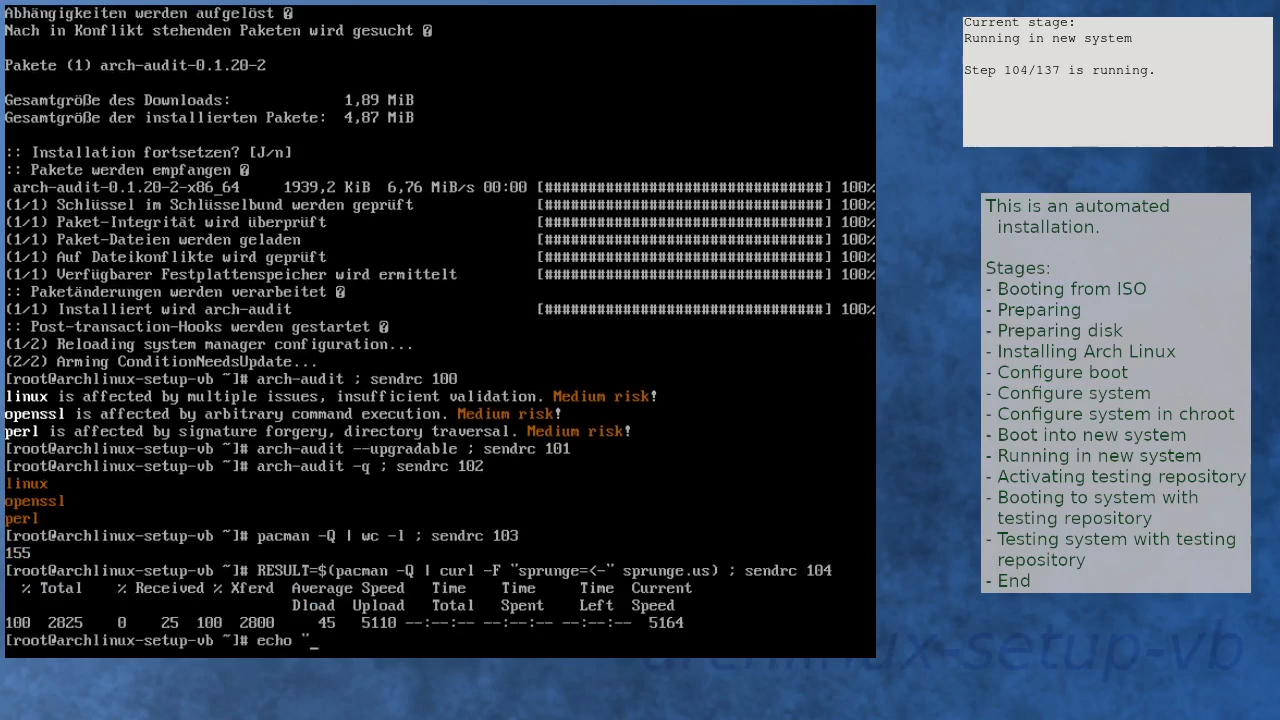 Abhängigkeiten werden aufgelöst �
Nach in Konflikt stehenden Paketen wird gesucht �
Pakete (1) arch-audit-0.1.20-2
Gesamtgröße des Downloads: 1,89 MiB
Gesamtgröße der installierten Pakete: 4,87 MiB
:: Installation fortsetzen? [J/n]
:: Pakete werden empfangen �
arch-audit-0.1.20-2-x86_64 1939,2 KiB 6,76 MiB/s 00:00 [################################] 100%
(1/1) Schlüssel im Schlüsselbund werden geprüft [################################] 100%
(1/1) Paket-Integrität wird überprüft [################################] 100%
(1/1) Paket-Dateien werden geladen [################################] 100%
(1/1) Auf Dateikonflikte wird geprüft [################################] 100%
(1/1) Verfügbarer Festplattenspeicher wird ermittelt [################################] 100%
:: Paketänderungen werden verarbeitet �
(1/1) Installiert wird arch-audit [################################] 100%
:: Post-transaction-Hooks werden gestartet �
(1/2) Reloading system manager configuration...
(2/2) Arming ConditionNeedsUpdate...
[root@archlinux-setup-vb ~]# arch-audit ; sendrc 100
linux is affected by multiple issues, insufficient validation. Medium risk!
openssl is affected by arbitrary command execution. Medium risk!
perl is affected by signature forgery, directory traversal. Medium risk!
[root@archlinux-setup-vb ~]# arch-audit --upgradable ; sendrc 101
[root@archlinux-setup-vb ~]# arch-audit -q ; sendrc 102
linux
openssl
perl
[root@archlinux-setup-vb ~]# pacman -Q | wc -l ; sendrc 103
155
[root@archlinux-setup-vb ~]# RESULT=$(pacman -Q | curl -F "sprunge=<-" sprunge.us) ; sendrc 104
% Total % Received % Xferd Average Speed Time Time Time Current
Dload Upload Total Spent Left Speed
100 2825 0 25 100 2800 45 5110 --:--:-- --:--:-- --:--:-- 5164
[root@archlinux-setup-vb ~]# echo "_
Current stage:
Running in new system
Step 104/137 is running.
This is an automated
installation.
Stages:
- Booting from ISO
- Preparing
- Preparing disk
- Installing Arch Linux
- Configure boot
- Configure system
- Configure system in chroot
- Boot into new system
- Running in new system
- Activating testing repository
- Booting to system with
testing repository
- Testing system with testing
repository
- End
archlinux-setup-vb